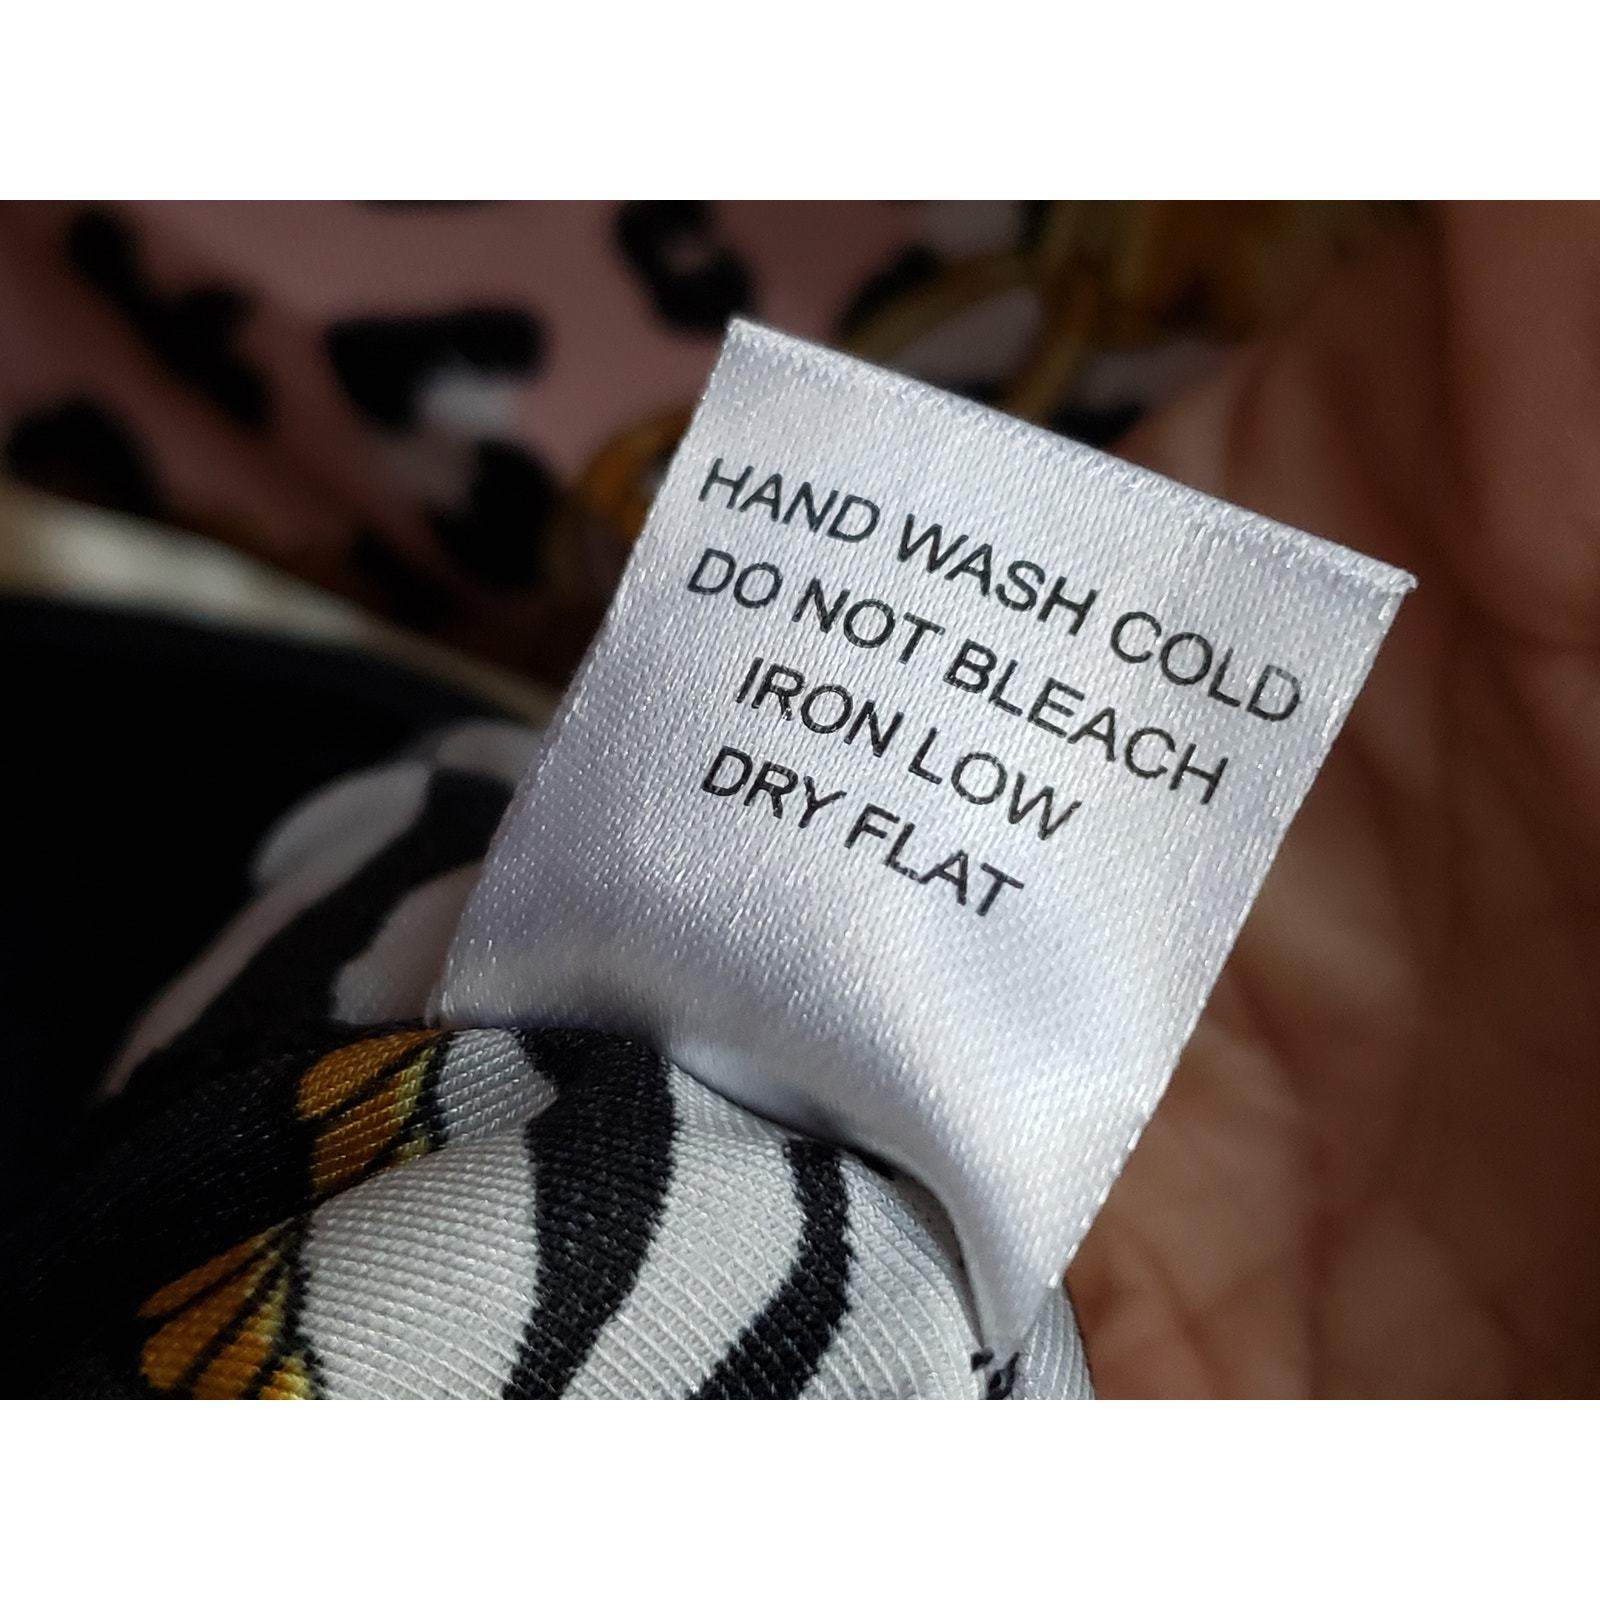 HAND WASH COLD
DO NOT BLEACH
IRON LOW
DRY FLAT